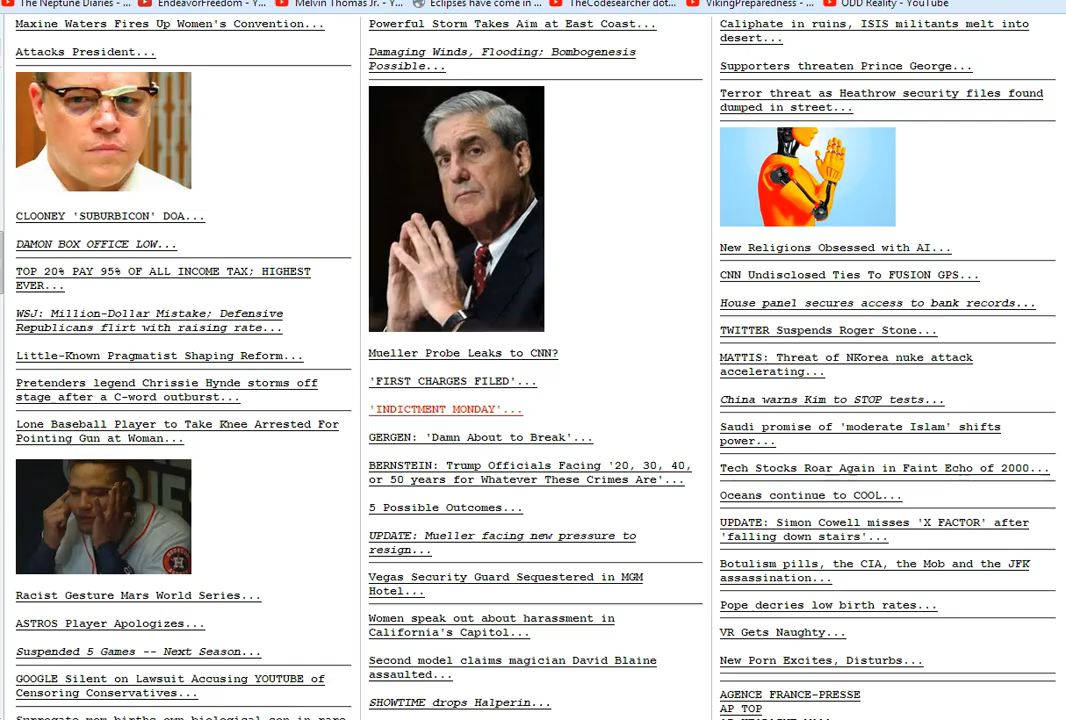 The Neptune Diaries - ...
EndeavorFreedom - Y...
Melvin Thomas Jr. - Y...
Eclipses have come in ...
TheCodesearcher dot...
VikingPreparedness - ...
ODD Reality - YouTube
Maxine Waters Fires Up Women's Convention...
Attacks President...
CLOONEY 'SUBURBICON' DOA...
DAMON BOX OFFICE LOW...
TOP 20% PAY 95% OF ALL INCOME TAX; HIGHEST
EVER...
WSJ: Million-Dollar Mistake; Defensive
Republicans flirt with raising rate...
Little-Known Pragmatist Shaping Reform...
Pretenders legend Chrissie Hynde storms off
stage after a C-word outburst...
Lone Baseball Player to Take Knee Arrested For
Pointing Gun at Woman...
Racist Gesture Mars World Series...
ASTROS Player Apologizes...
Suspended 5 Games -- Next Season...
GOOGLE Silent on Lawsuit Accusing YOUTUBE of
Censoring Conservatives...
Surrogate mom births own biological son in rare
Powerful Storm Takes Aim at East Coast...
Damaging Winds, Flooding; Bombogenesis
Possible...
Mueller Probe Leaks to CNN?
'FIRST CHARGES FILED'...
'INDICTMENT MONDAY'...
GERGEN: 'Damn About to Break'...
BERNSTEIN: Trump Officials Facing '20, 30, 40,
or 50 years for Whatever These Crimes Are'...
5 Possible Outcomes...
UPDATE: Mueller facing new pressure to
resign...
Vegas Security Guard Sequestered in MGM
Hotel...
Women speak out about harassment in
California's Capitol...
Second model claims magician David Blaine
assaulted...
SHOWTIME drops Halperin...
Caliphate in ruins, ISIS militants melt into
desert...
Supporters threaten Prince George...
Terror threat as Heathrow security files found
dumped in street...
New Religions Obsessed with AI...
CNN Undisclosed Ties To FUSION GPS...
House panel secures access to bank records...
TWITTER Suspends Roger Stone...
MATTIS: Threat of NKorea nuke attack
accelerating...
China warns Kim to STOP tests...
Saudi promise of 'moderate Islam' shifts
power...
Tech Stocks Roar Again in Faint Echo of 2000...
Oceans continue to COOL...
UPDATE: Simon Cowell misses 'X FACTOR' after
'falling down stairs'...
Botulism pills, the CIA, the Mob and the JFK
assassination...
Pope decries low birth rates...
VR Gets Naughty...
New Porn Excites, Disturbs...
AGENCE FRANCE-PRESSE
AP TOP